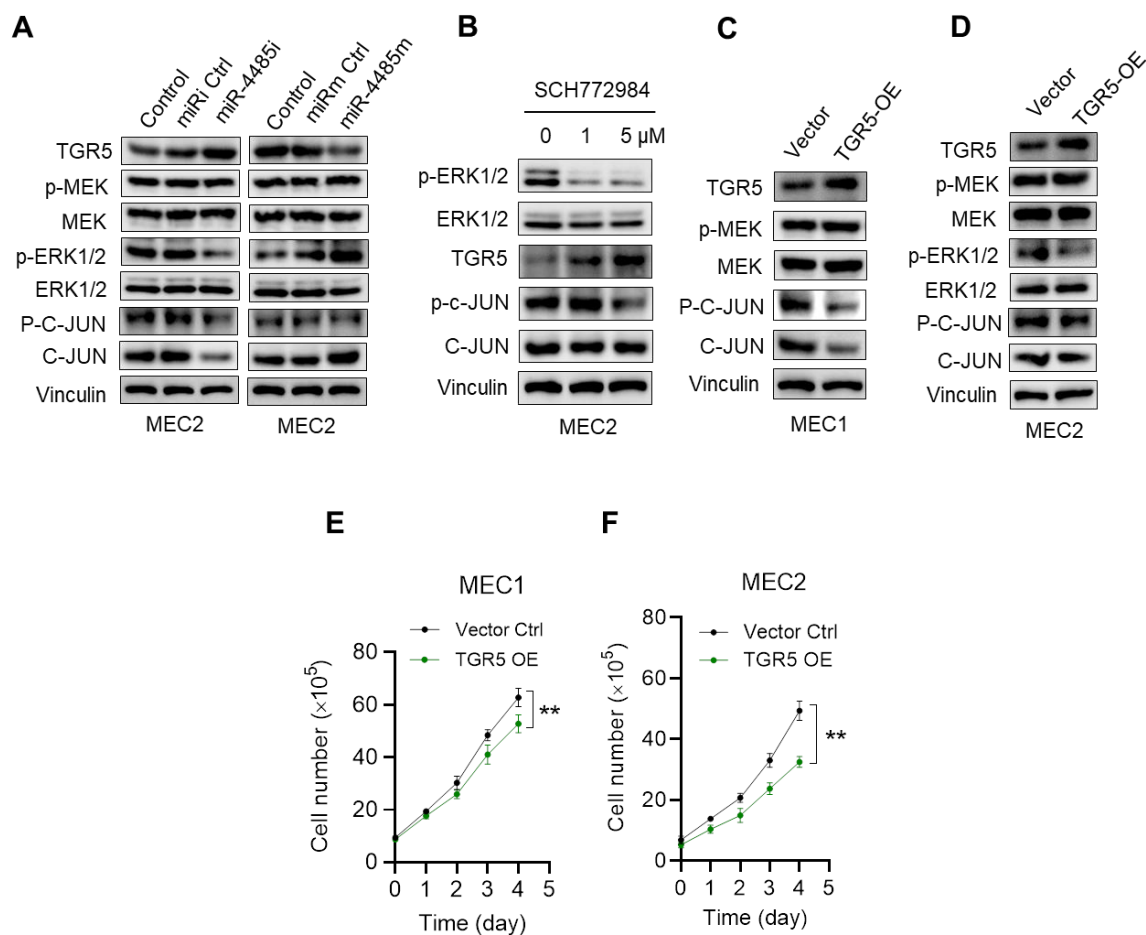 A
Control
miRi Ctrl
miR-4485i
Control
miRm Ctrl
miR-4485m
TGR5
p-MEK
MEK
p-ERK1/2
ERK1/2
P-C-JUN
C-JUN
Vinculin
MEC2
MEC2
B
SCH772984
0 1 5 µM
p-ERK1/2
ERK1/2
TGR5
p-c-JUN
C-JUN
Vinculin
MEC2
C
Vector
TGR5-OE
TGR5
p-MEK
MEK
P-C-JUN
C-JUN
Vinculin
MEC1
D
Vector
TGR5-OE
TGR5
p-MEK
MEK
p-ERK1/2
ERK1/2
P-C-JUN
C-JUN
Vinculin
MEC2
E
MEC1
Vector Ctrl
TGR5 OE
Cell number (×10⁵)
80
60
40
20
0
**
0 1 2 3 4 5
Time (day)
F
MEC2
Vector Ctrl
TGR5 OE
Cell number (×10⁵)
80
60
40
20
0
**
0 1 2 3 4 5
Time (day)